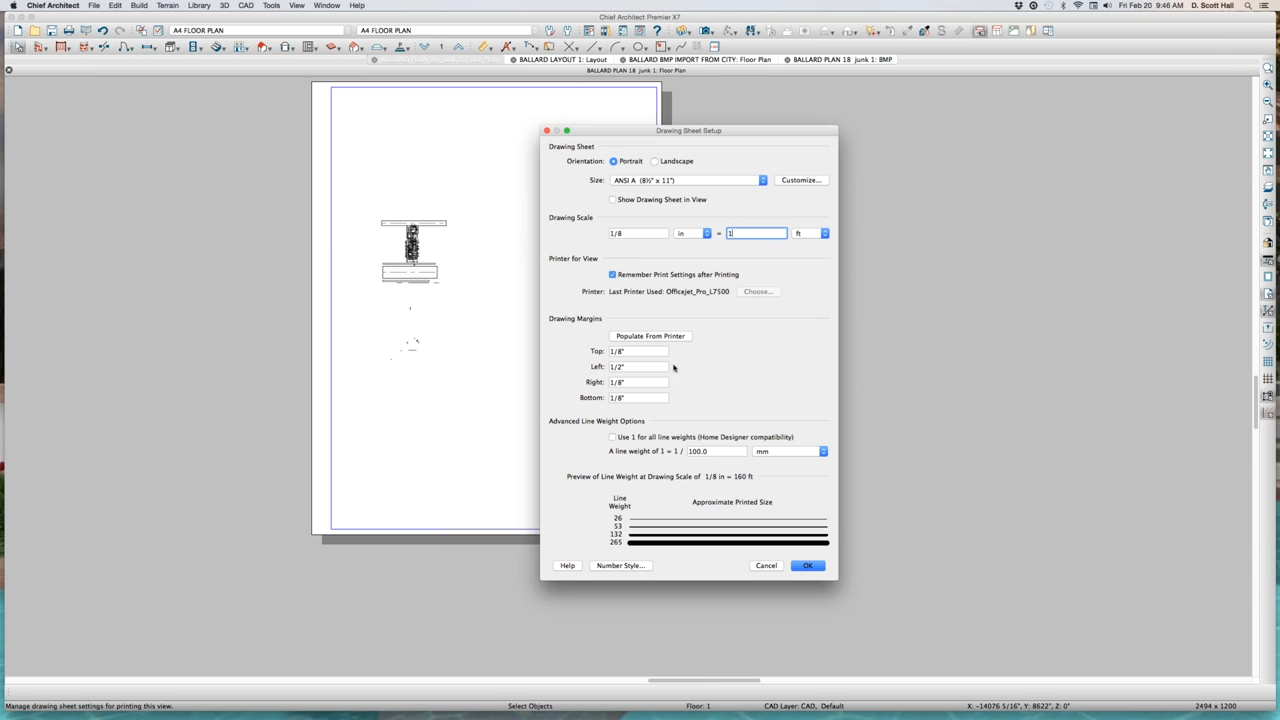 Chief Architect File Edit Build Terrain Library 3D CAD Tools View Window Help Fri Feb 20 9:46 AM D. Scott Hall
Chief Architect Premier X7
A4 FLOOR PLAN A4 FLOOR PLAN
BALLARD LAYOUT 1: Layout BALLARD BMP IMPORT FROM CITY: Floor Plan BALLARD PLAN 18 junk 1: BMP
BALLARD PLAN 18 junk 1: Floor Plan
Drawing Sheet Setup
Drawing Sheet
Orientation: Portrait Landscape
Size: ANSI A (8½" x 11") Customize...
Show Drawing Sheet in View
Drawing Scale
1/8 in = 1 ft
Printer for View
Remember Print Settings after Printing
Printer: Last Printer Used: Officejet_Pro_L7500 Choose...
Drawing Margins
Populate From Printer
Top: 1/8"
Left: 1/2"
Right: 1/8"
Bottom: 1/8"
Advanced Line Weight Options
Use 1 for all line weights (Home Designer compatibility)
A line weight of 1 = 1 / 100.0 mm
Preview of Line Weight at Drawing Scale of 1/8 in = 160 ft
Line Weight Approximate Printed Size
26
53
132
265
Help Number Style... Cancel OK
Manage drawing sheet settings for printing this view. Select Objects Floor: 1 CAD Layer: CAD, Default X: -14076 5/16", Y: 8622", Z: 0" 2494 x 1200